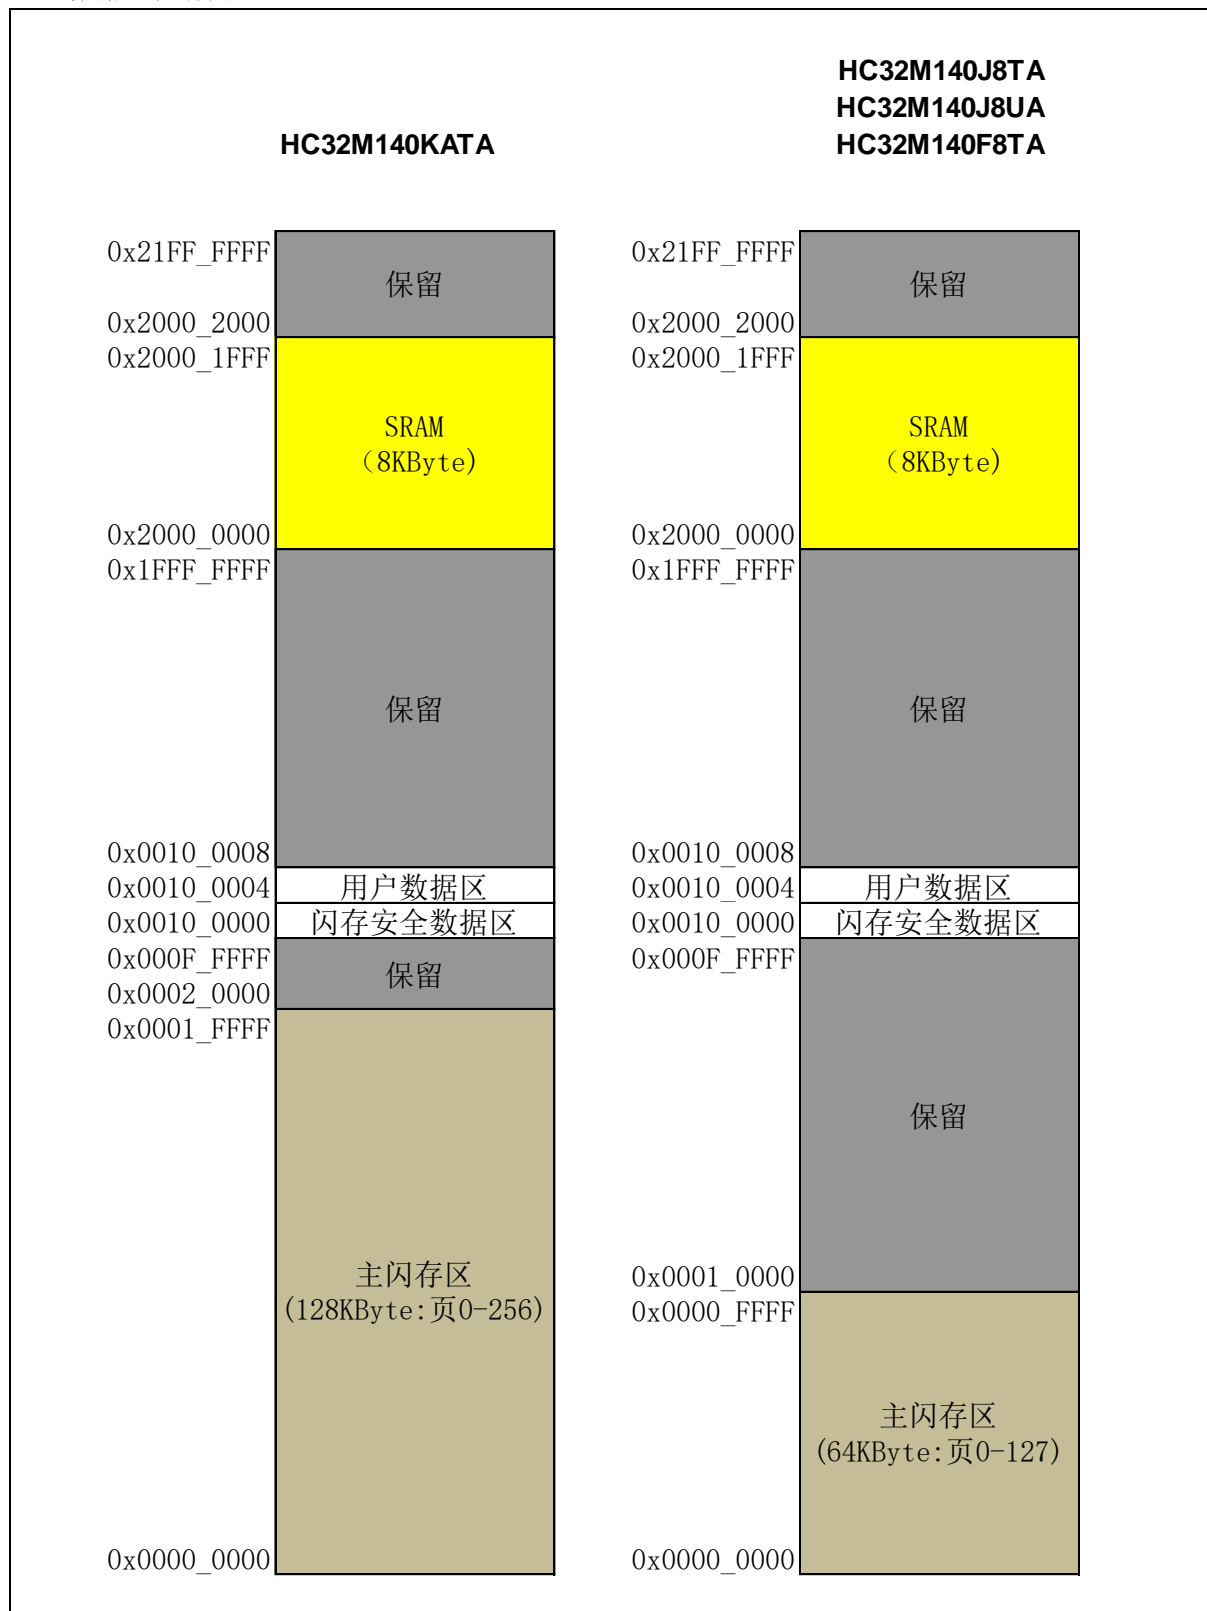 HC32M140KATA
0x21FF_FFFF
保留
0x2000_2000
0x2000_1FFF
SRAM
(8KByte)
0x2000_0000
0x1FFF_FFFF
保留
0x0010_0008
0x0010_0004
用户数据区
0x0010_0000
闪存安全数据区
0x000F_FFFF
保留
0x0002_0000
0x0001_FFFF
主闪存区
(128KByte:页0-256)
0x0000_0000
HC32M140J8TA
HC32M140J8UA
HC32M140F8TA
0x21FF_FFFF
保留
0x2000_2000
0x2000_1FFF
SRAM
(8KByte)
0x2000_0000
0x1FFF_FFFF
保留
0x0010_0008
0x0010_0004
用户数据区
0x0010_0000
闪存安全数据区
0x000F_FFFF
保留
0x0001_0000
0x0000_FFFF
主闪存区
(64KByte:页0-127)
0x0000_0000